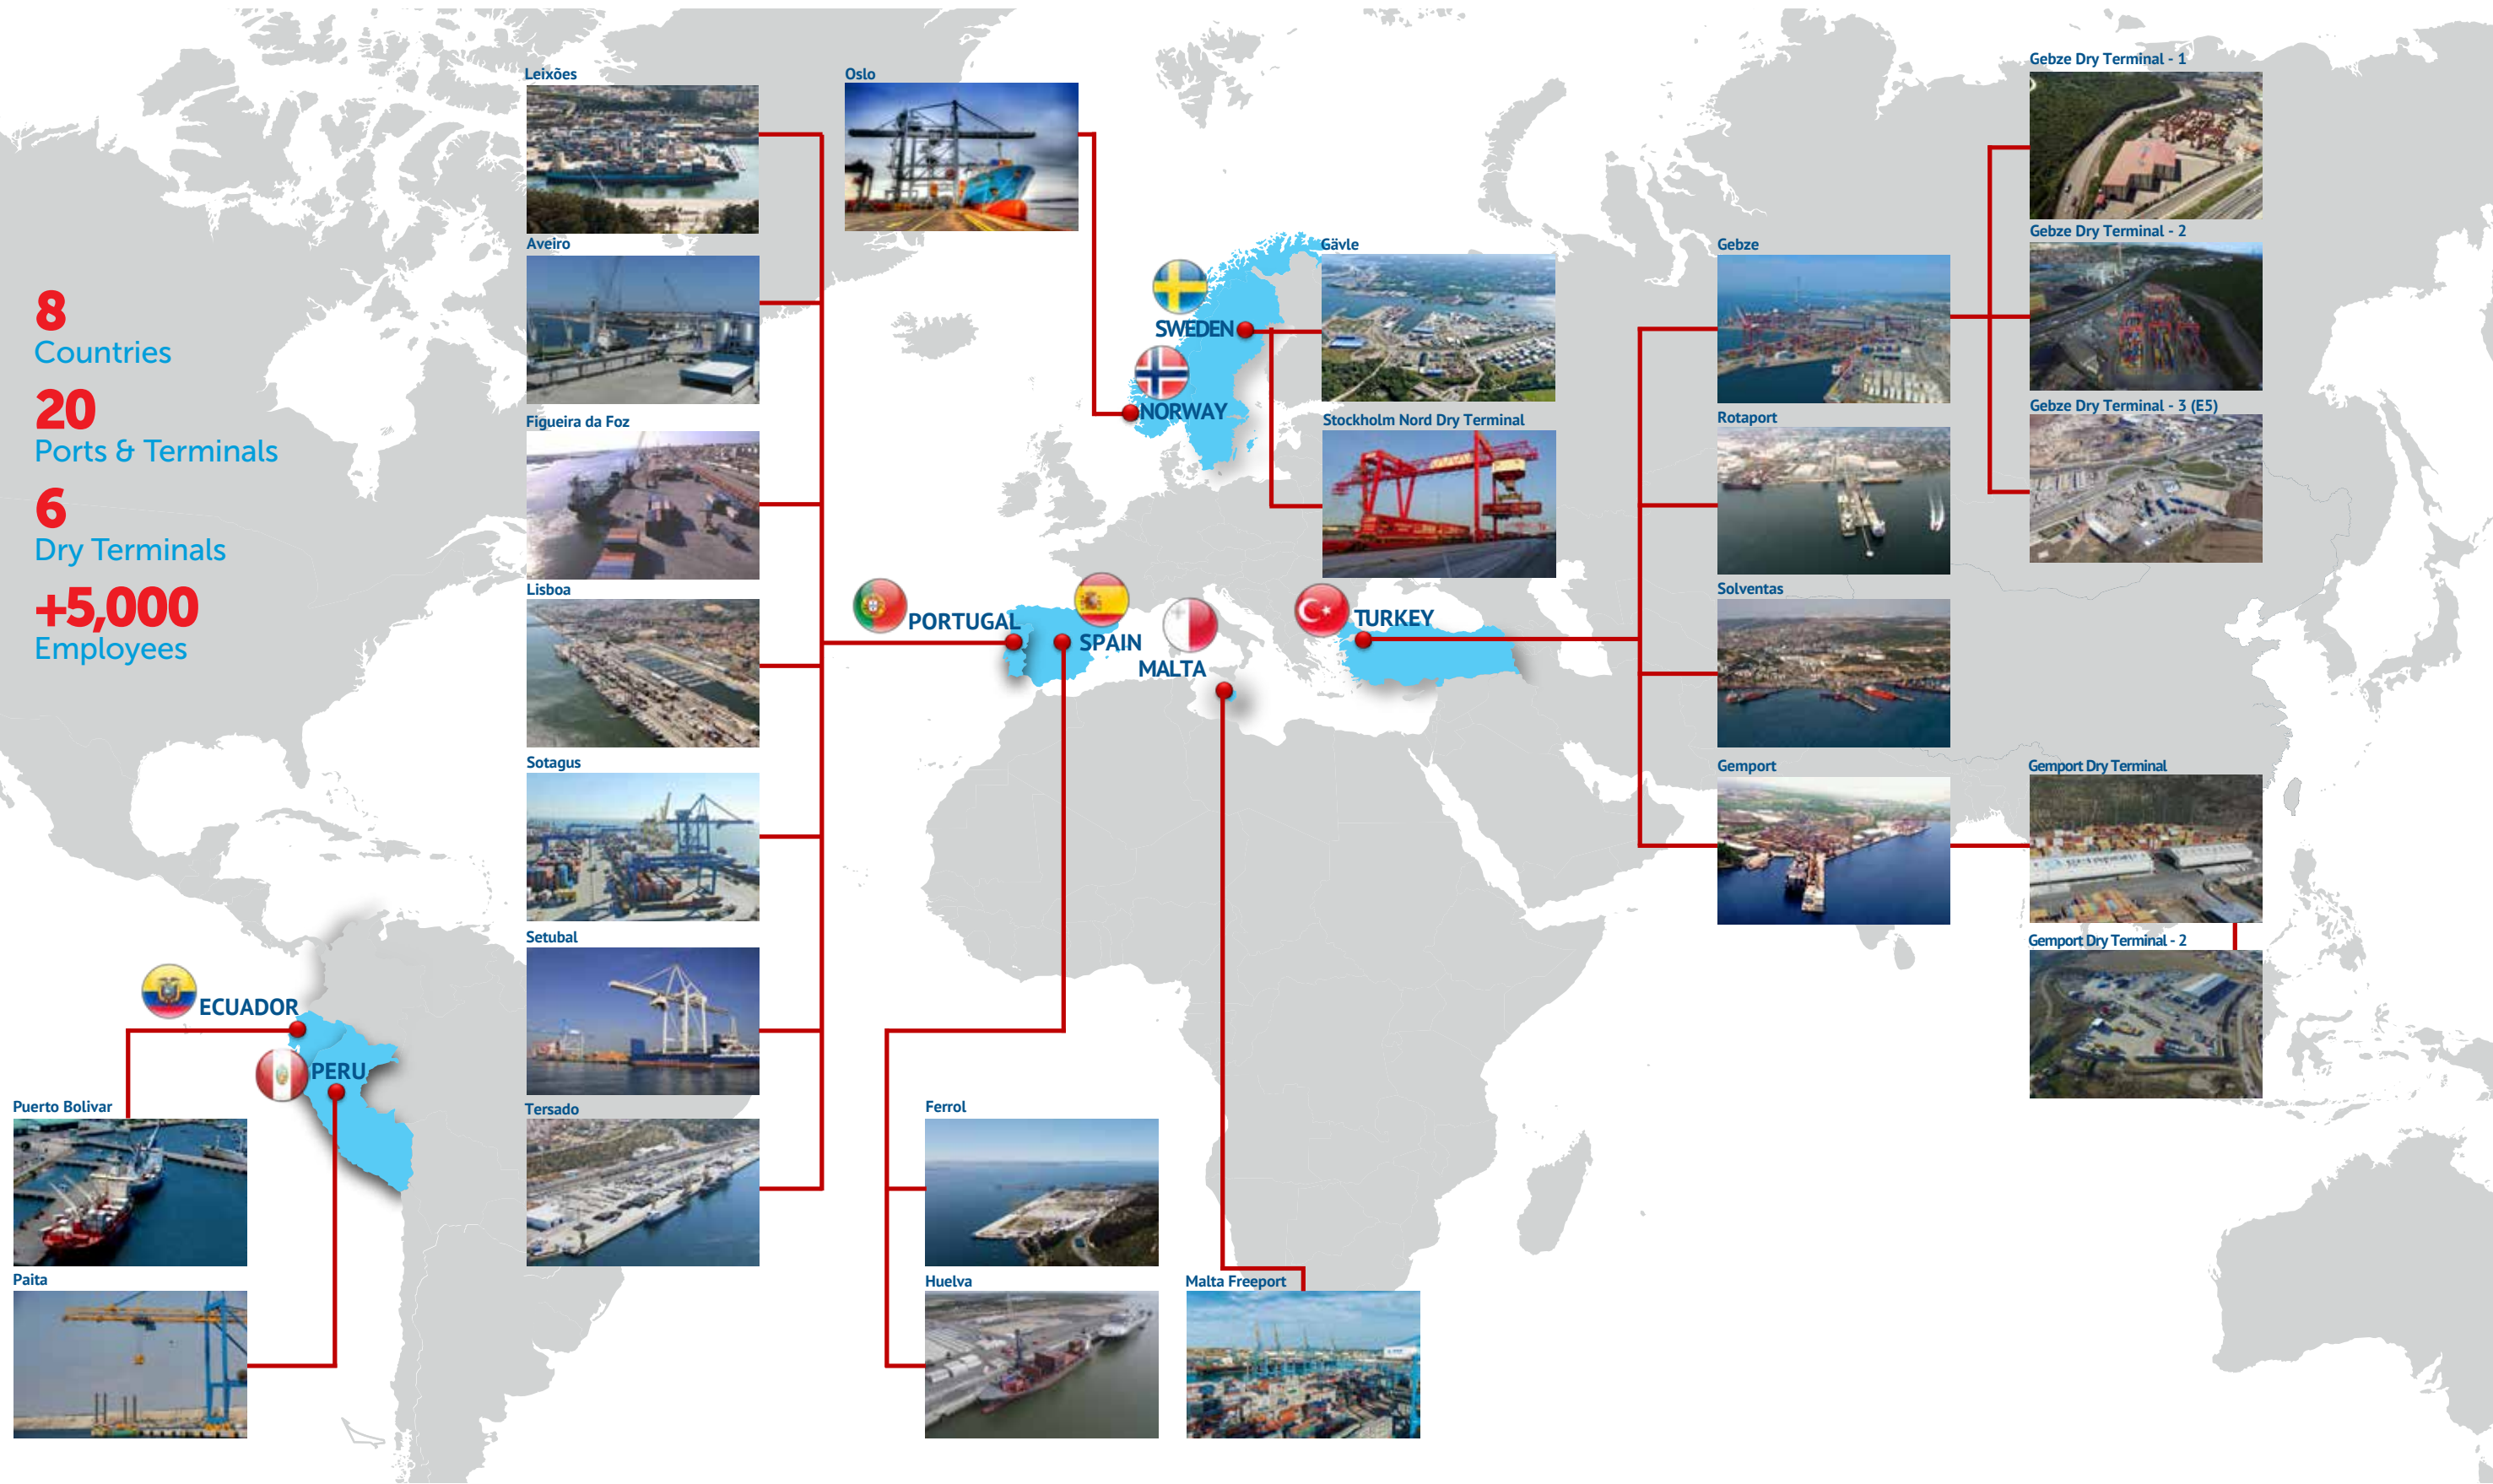 8
Countries
20
Ports & Terminals
6
Dry Terminals
+5,000
Employees
Leixões
Aveiro
Figueira da Foz
Lisboa
Sotagus
Setubal
Tersado
Oslo
SWEDEN
NORWAY
Gävle
Stockholm Nord Dry Terminal
PORTUGAL
SPAIN
MALTA
TURKEY
Gebze
Rotaport
Solventas
Gemport
Gebze Dry Terminal - 1
Gebze Dry Terminal - 2
Gebze Dry Terminal - 3 (E5)
Gemport Dry Terminal
Gemport Dry Terminal - 2
ECUADOR
PERU
Puerto Bolivar
Paita
Ferrol
Huelva
Malta Freeport